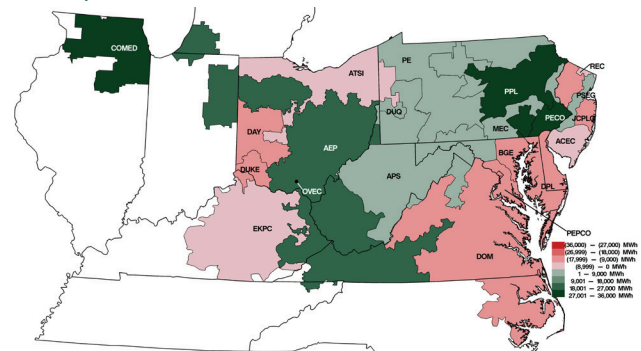 COMED
PE
ATSI
REC
PPL
PSEG
DUQ
JCPLC
PECO
DAY
MEC
ACEC
AEP
BGE
DUKE
APS
DPL
OVEC
EKPC
PEPCO
DOM
(36,000) – (27,000) MWh
(26,999) – (18,000) MWh
(17,999) – (9,000) MWh
(8,999) – 0 MWh
1 – 9,000 MWh
9,001 – 18,000 MWh
18,001 – 27,000 MWh
27,001 – 36,000 MWh